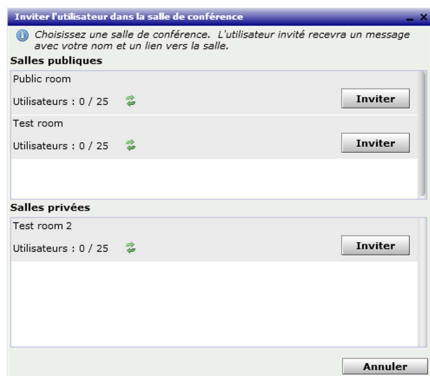 Inviter l'utilisateur dans la salle de conférence
Choisissez une salle de conférence. L'utilisateur invité recevra un message
avec votre nom et un lien vers la salle.
Salles publiques
Public room
Utilisateurs : 0 / 25 Inviter
Test room
Utilisateurs : 0 / 25 Inviter
Salles privées
Test room 2
Utilisateurs : 0 / 25 Inviter
Annuler